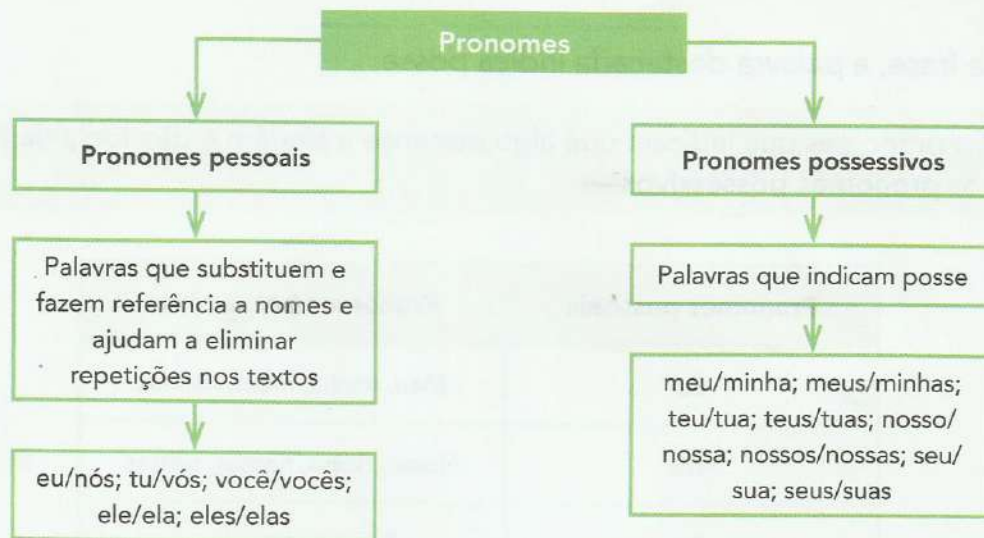 Pronomes
Pronomes pessoais
Palavras que substituem e
fazem referência a nomes e
ajudam a eliminar
repetições nos textos
eu/nós; tu/vós; você/vocês;
ele/ela; eles/elas
Pronomes possessivos
Palavras que indicam posse
meu/minha; meus/minhas;
teu/tua; teus/tuas; nosso/
nossa; nossos/nossas; seu/
sua; seus/suas